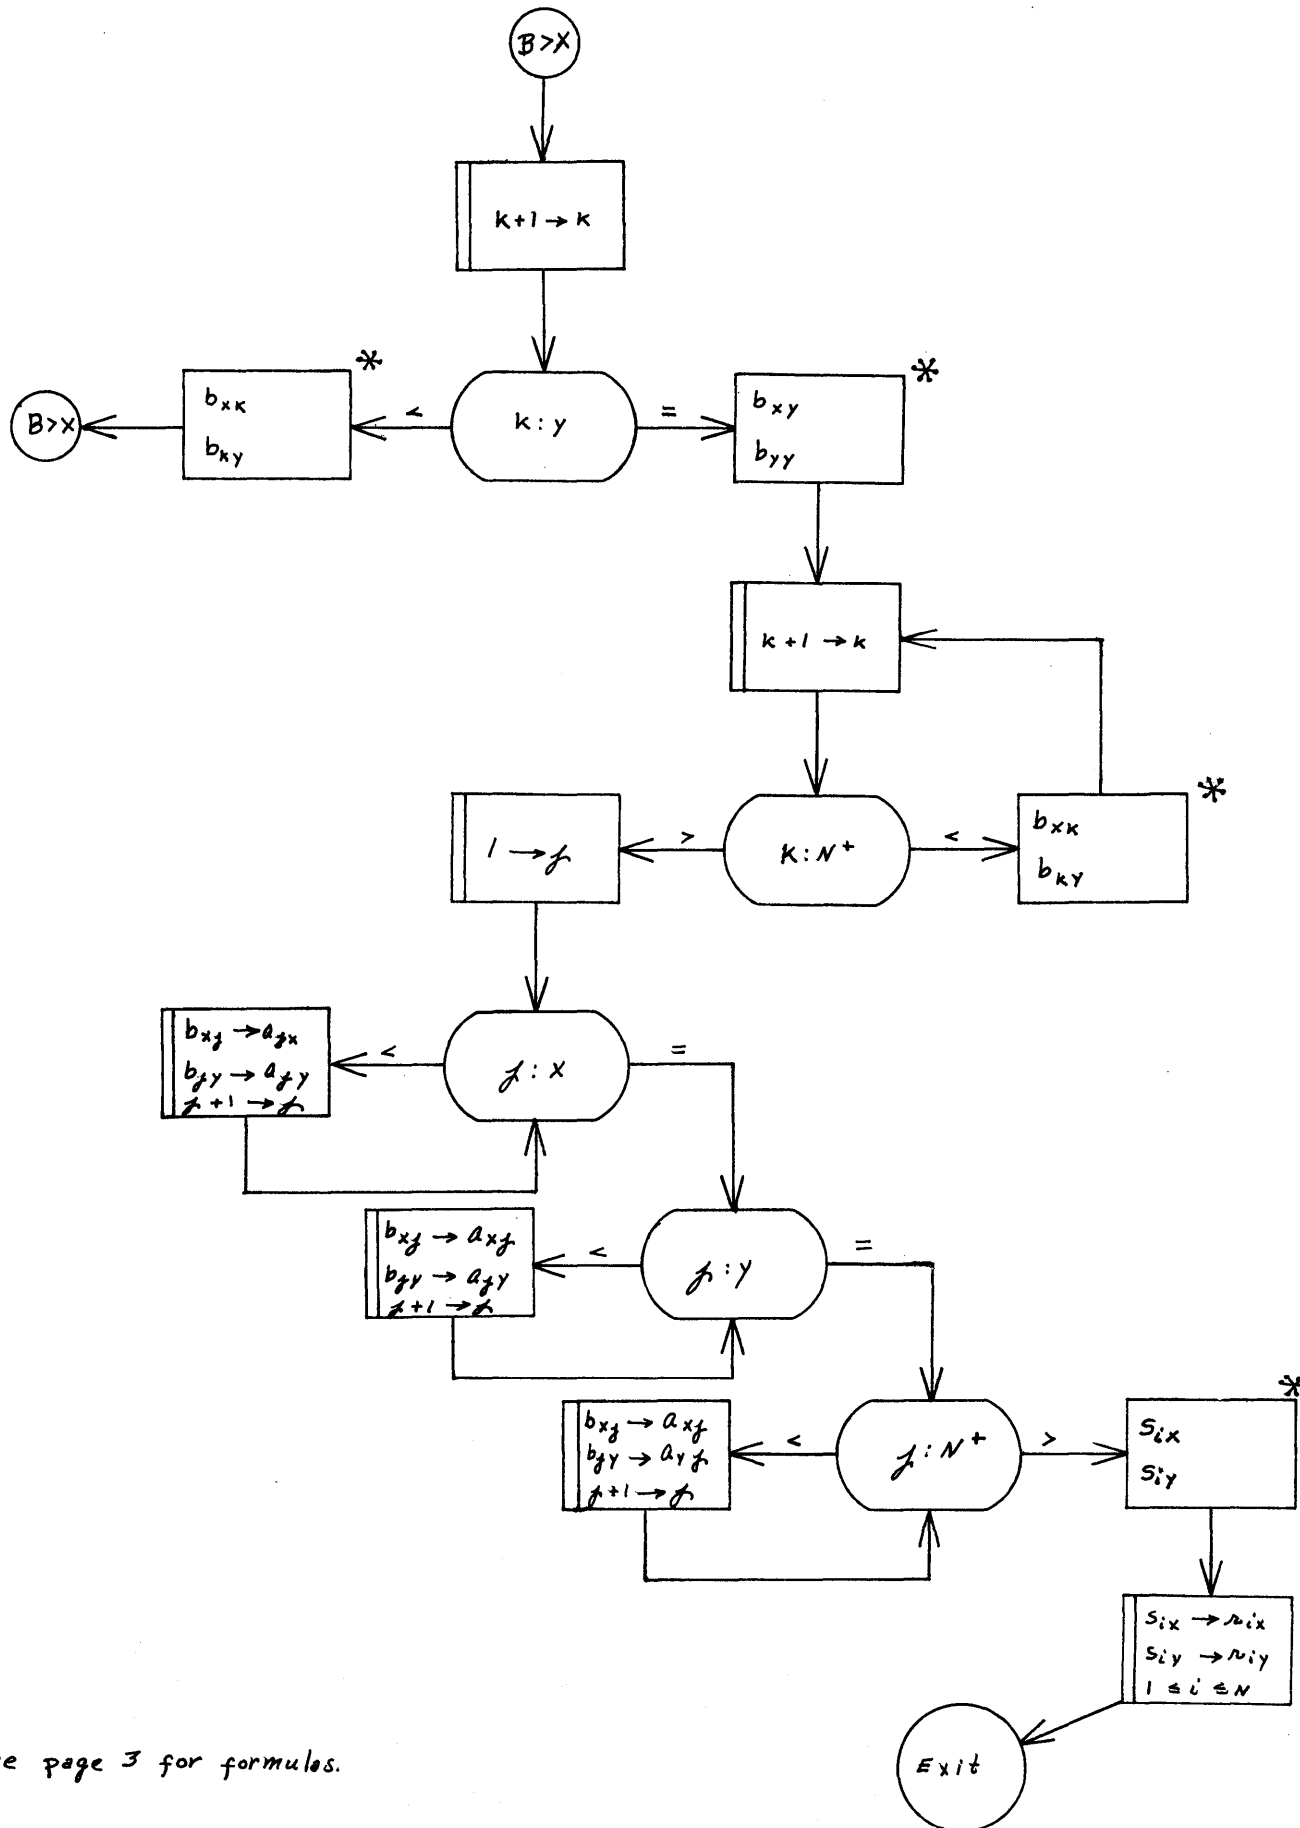 B>X
k+1 → k
*
*
b_xk
b_ky
B>X
<
k : y
=
b_xy
b_yy
k+1 → k
*
1 → j
>
k : N+
<
b_xk
b_ky
b_xj → a_jx
b_jy → a_jy
j+1 → j
<
j : x
=
b_xj → a_xj
b_jy → a_jy
j+1 → j
<
j : y
=
*
b_xj → a_xj
b_jy → a_yj
j+1 → j
<
j : N+
>
s_ix
s_iy
s_ix → r_ix
s_iy → r_iy
1 ≤ i ≤ N
e page 3 for formulas.
Exit